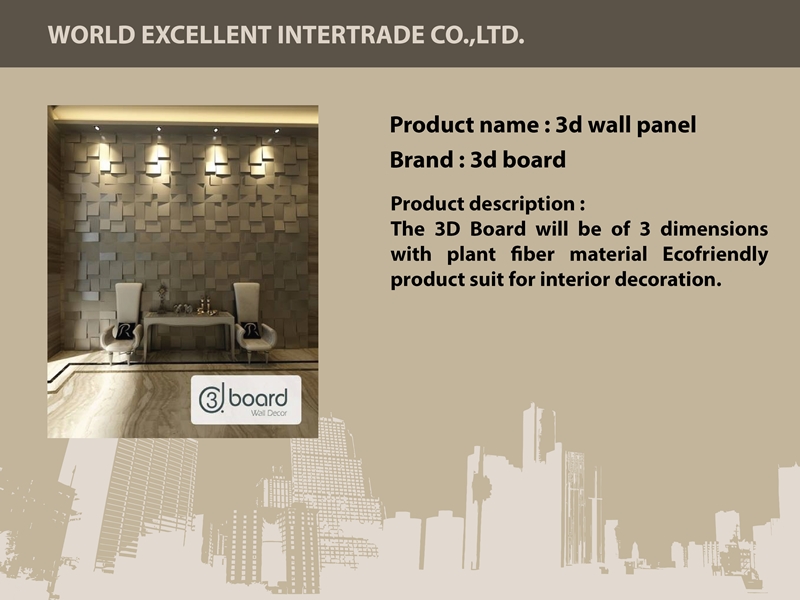 WORLD EXCELLENT INTERTRADE CO.,LTD.
Product name : 3d wall panel
Brand : 3d board
Product description :
The 3D Board will be of 3 dimensions
with plant fiber material Ecofriendly
product suit for interior decoration.
R
R
3d board
Wall Decor